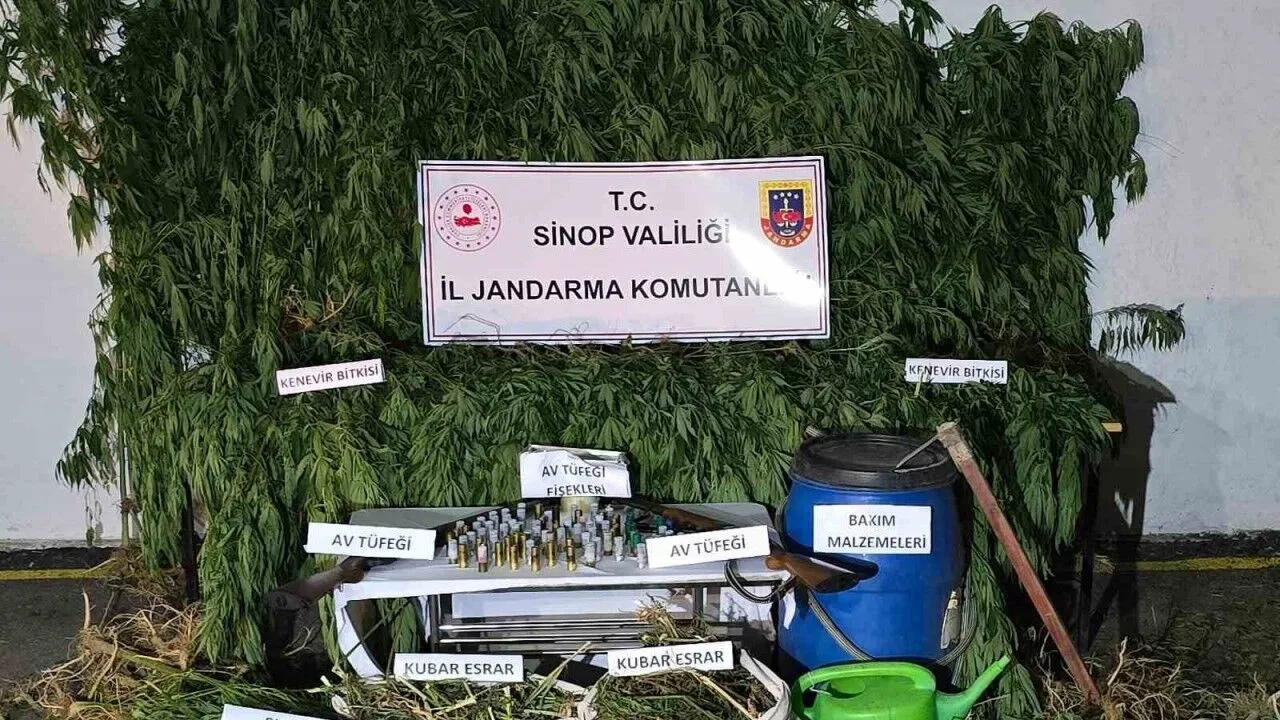 T.C.
SİNOP VALİLİĞİ
İL JANDARMA
JANDARMA
KENEVİR BİTKİSİ
KENEVİR BİTKİSİ
AV TÜFEĞİ
FİŞEKLERİ
AV TÜFEĞİ
AV TÜFEĞİ
BAKIM
MALZEMELERİ
KUBAR ESRAR
KUBAR ESRAR